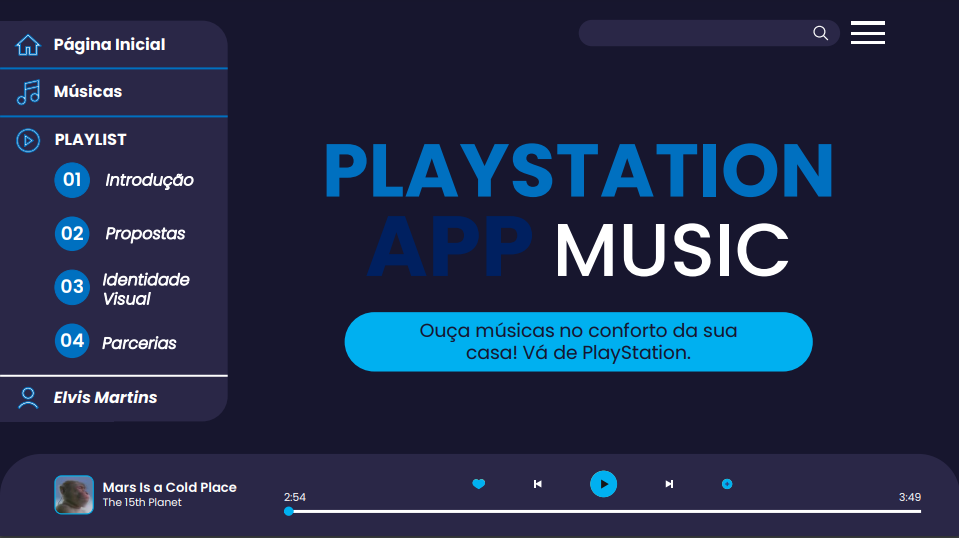 Página Inicial
Músicas
PLAYLIST
01 Introdução
02 Propostas
03 Identidade
Visual
04 Parcerias
Elvis Martins
PLAYSTATION
APP MUSIC
Ouça músicas no conforto da sua
casa! Vá de PlayStation.
Mars Is a Cold Place
The 15th Planet
2:54
3:49